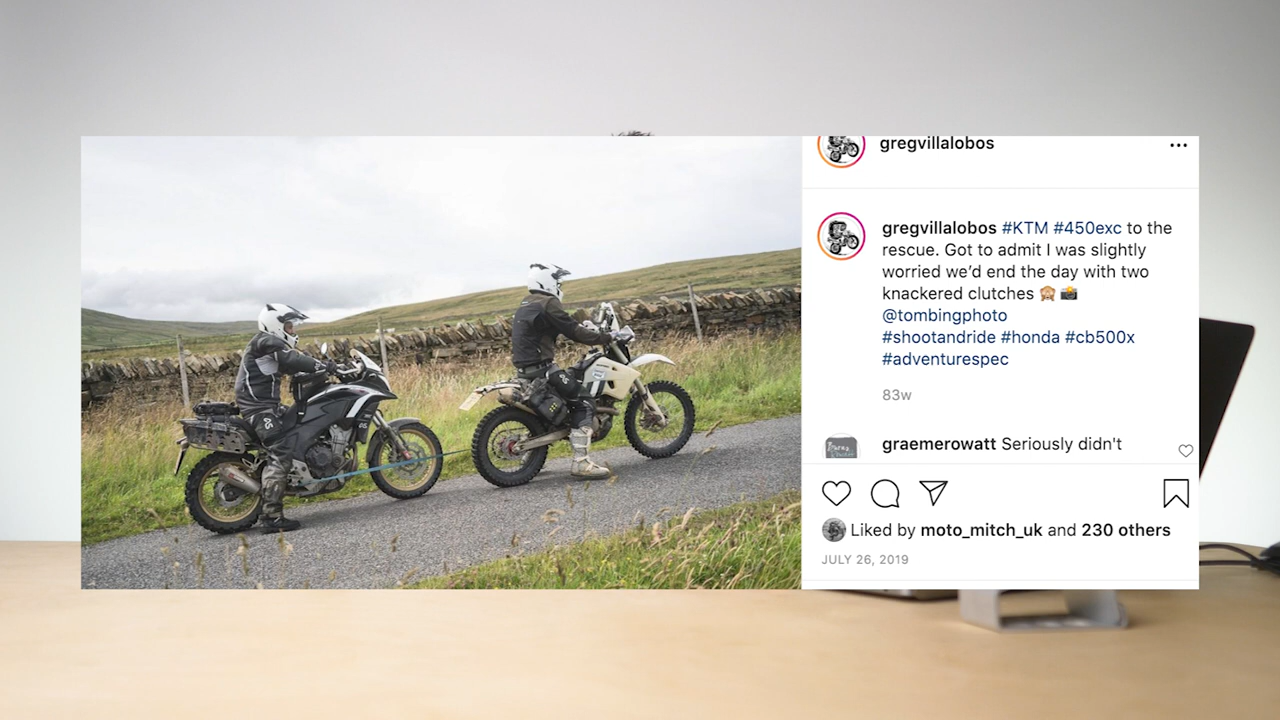 gregvillalobos
gregvillalobos #KTM #450exc to the
rescue. Got to admit I was slightly
worried we'd end the day with two
knackered clutches 🙈 📸
@tombingphoto
#shootandride #honda #cb500x
#adventurespec
83w
graemerowatt Seriously didn't
Liked by moto_mitch_uk and 230 others
JULY 26, 2019